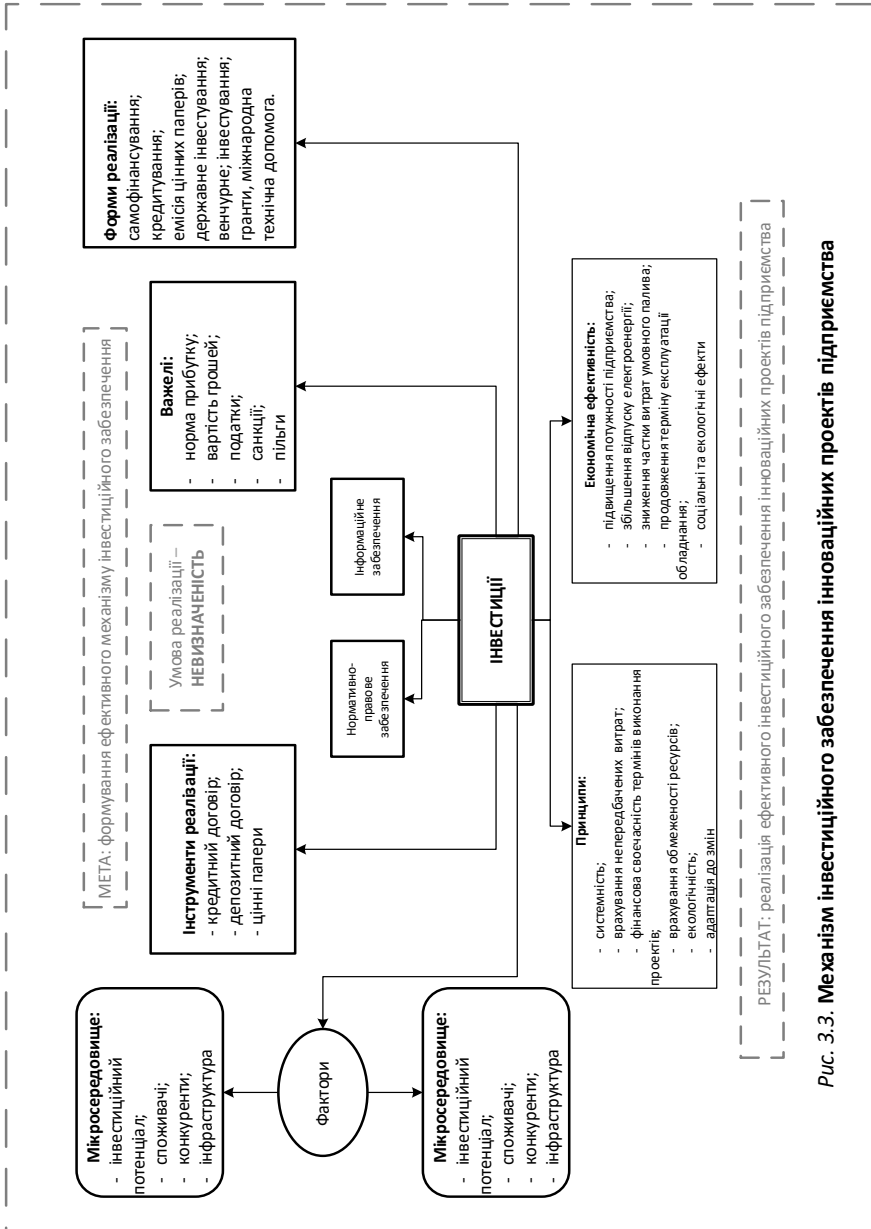 МЕТА: формування ефективного механізму інвестиційного забезпечення
Мікросередовище:
- інвестиційний
потенціал;
- споживачі;
- конкуренти;
- інфраструктура
Фактори
Мікросередовище:
- інвестиційний
потенціал;
- споживачі;
- конкуренти;
- інфраструктура
Інструменти реалізації:
- кредитний договір;
- депозитний договір;
- цінні папери
Умова реалізації –
НЕВИЗНАЧЕНІСТЬ
Важелі:
- норма прибутку;
- вартість грошей;
- податки;
- санкції;
- пільги
Форми реалізації:
самофінансування;
кредитування;
емісія цінних паперів;
державне інвестування;
венчурне; інвестування;
гранти, міжнародна
технічна допомога.
Нормативно-
правове
забезпечення
Інформаційне
забезпечення
ІНВЕСТИЦІЇ
Принципи:
- системність;
- врахування непередбачених витрат;
- фінансова своєчасність термінів виконання
проектів;
- врахування обмеженості ресурсів;
- екологічність;
- адаптація до змін
Економічна ефективність:
- підвищення потужності підприємства;
- збільшення відпуску електроенергії;
- зниження частки витрат умовного палива;
- продовження терміну експлуатації
обладнання;
- соціальні та екологічні ефекти
РЕЗУЛЬТАТ: реалізація ефективного інвестиційного забезпечення інноваційних проектів підприємства
Рис. 3.3. Механізм інвестиційного забезпечення інноваційних проектів підприємства